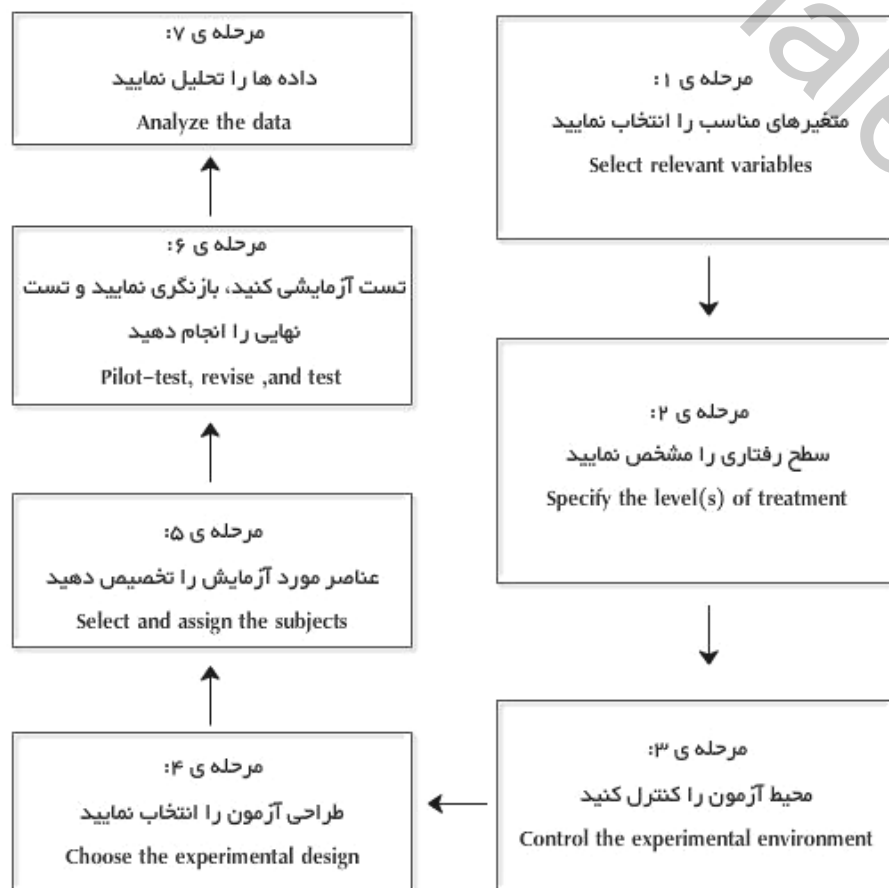 مرحله ی ۱:
متغیرهای مناسب را انتخاب نمایید
Select relevant variables
مرحله ی ۲:
سطح رفتاری را مشخص نمایید
Specify the level(s) of treatment
مرحله ی ۳:
محیط آزمون را کنترل کنید
Control the experimental environment
مرحله ی ۴:
طراحی آزمون را انتخاب نمایید
Choose the experimental design
مرحله ی ۵:
عناصر مورد آزمایش را تخصیص دهید
Select and assign the subjects
مرحله ی ۶:
تست آزمایشی کنید، بازنگری نمایید و تست
نهایی را انجام دهید
Pilot-test, revise ,and test
مرحله ی ۷:
داده ها را تحلیل نمایید
Analyze the data